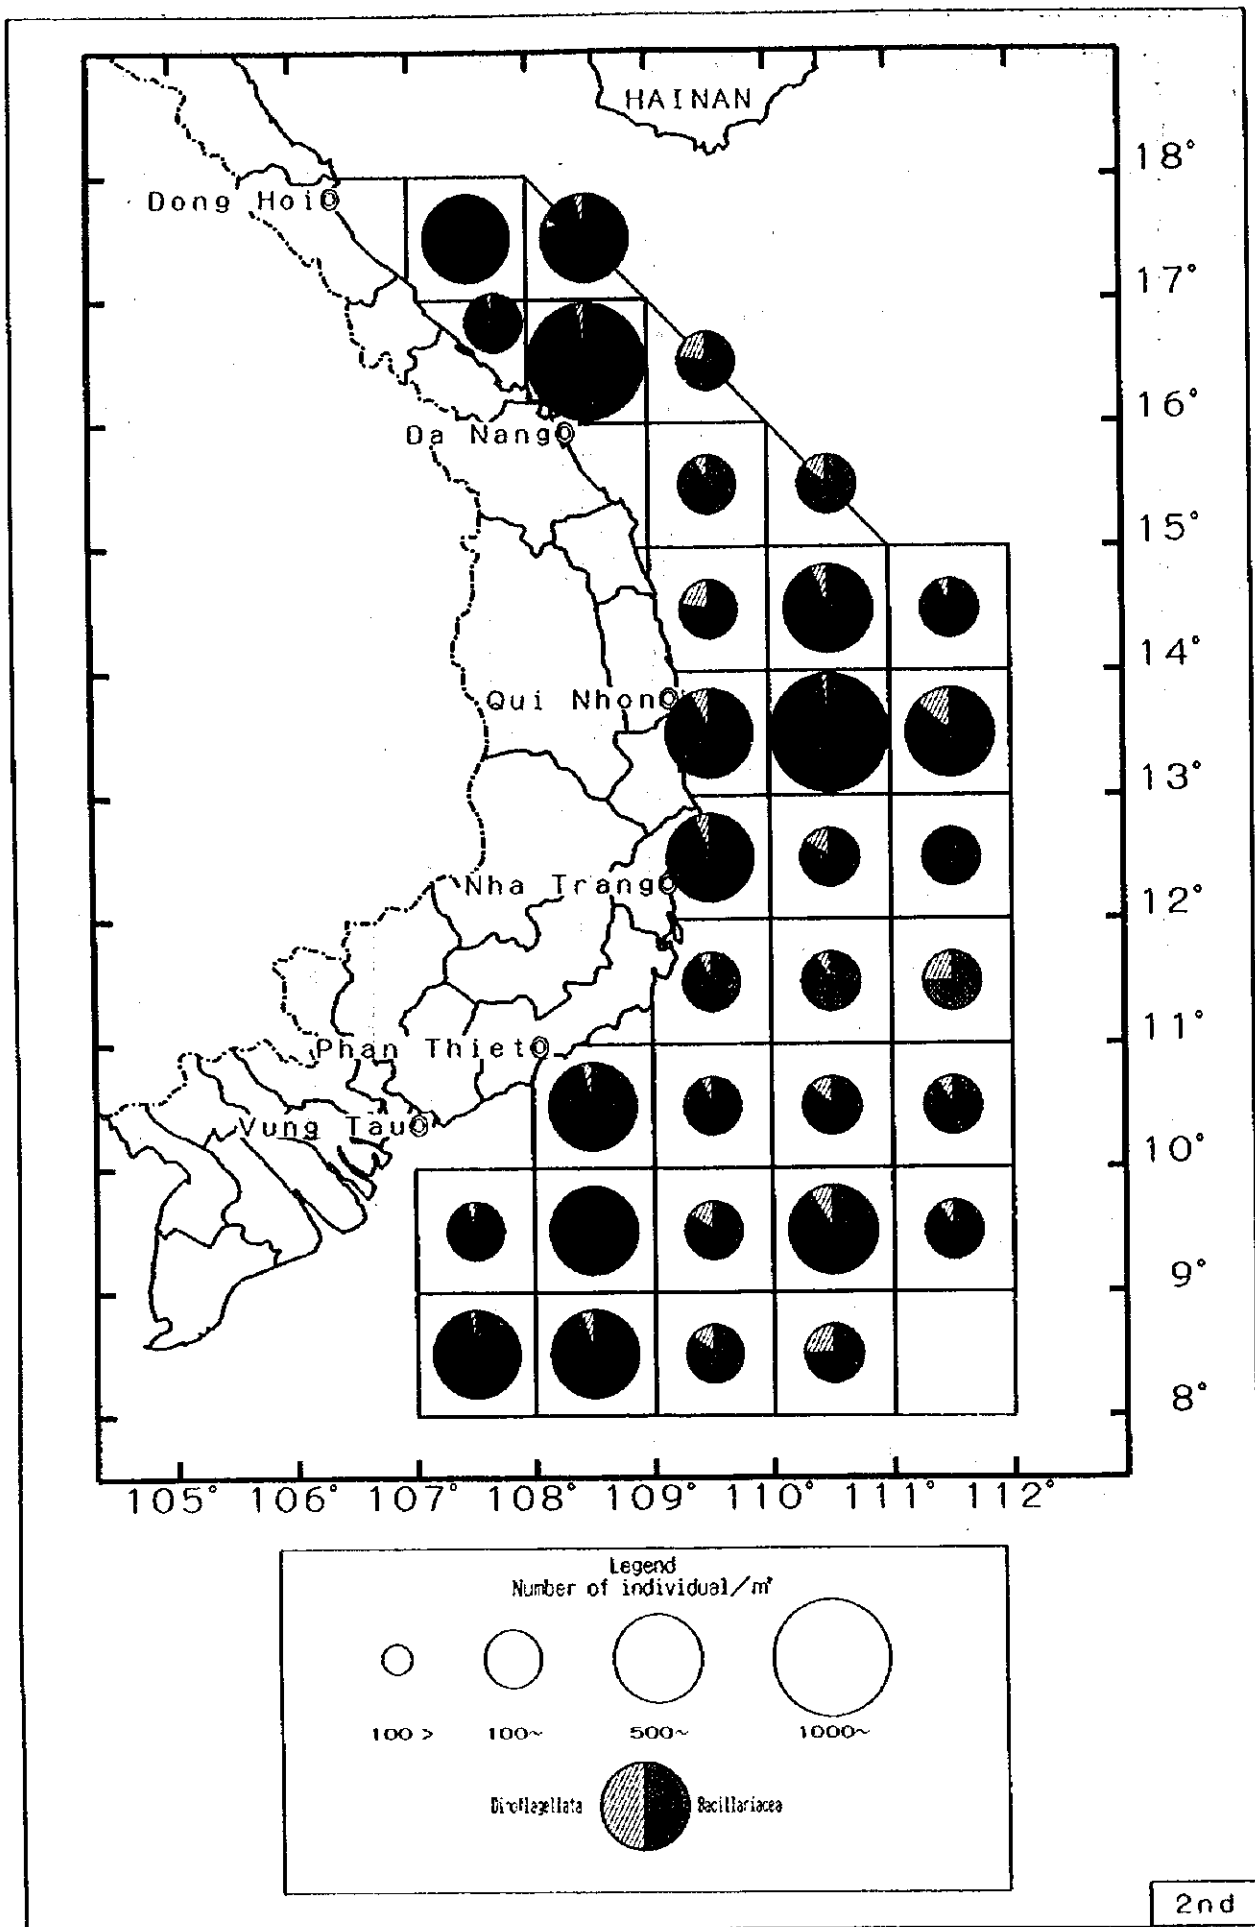 HAINAN
18°
Dong Hoi
17°
16°
Da Nang
15°
14°
Qui Nhon
13°
Nha Trang
12°
11°
Phan Thiet
Vung Tau
10°
9°
8°
105° 106° 107° 108° 109° 110° 111° 112°
Legend
Number of individual/m³
100 > 100~ 500~ 1000~
Dinoflagellata Bacillariacea
2nd